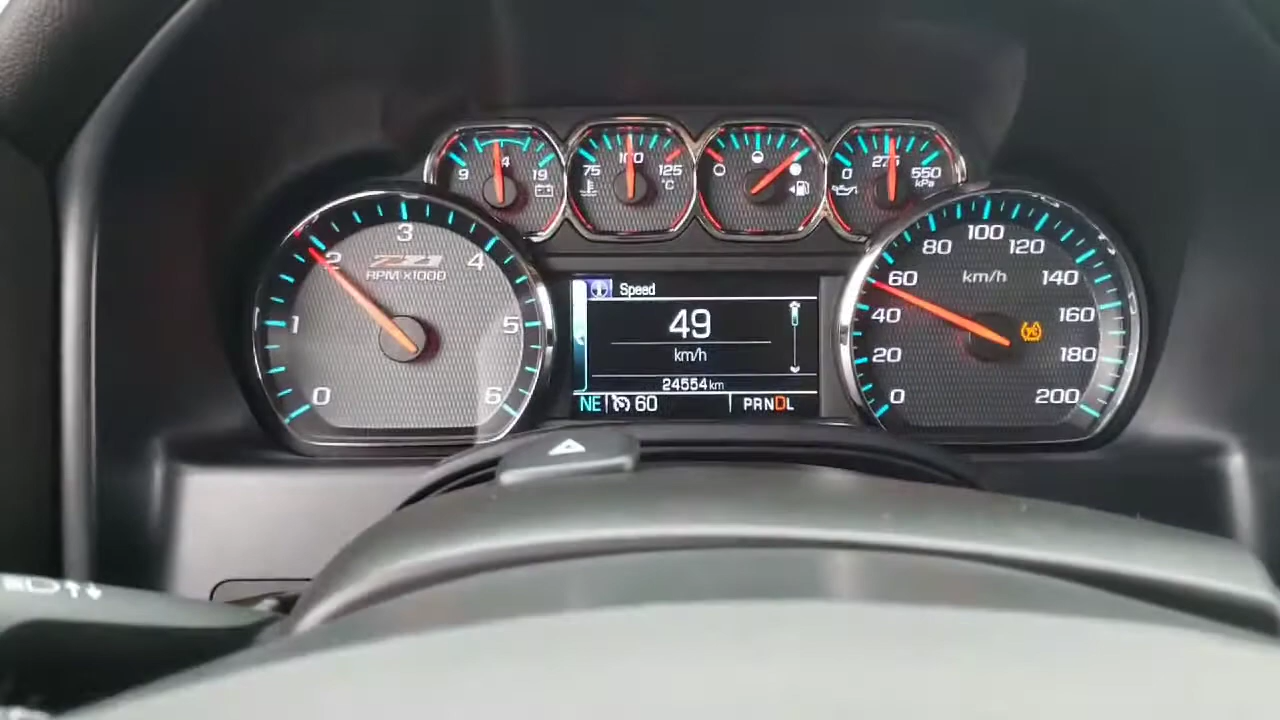 9 14 19
75 100 125
°C
0 275 550
kPa
0 1 2 3 4 5 6
Z71
RPM x1000
Speed
49
km/h
24554 km
NE 60
PRNDL
0 20 40 60 80 100 120 140 160 180 200
km/h